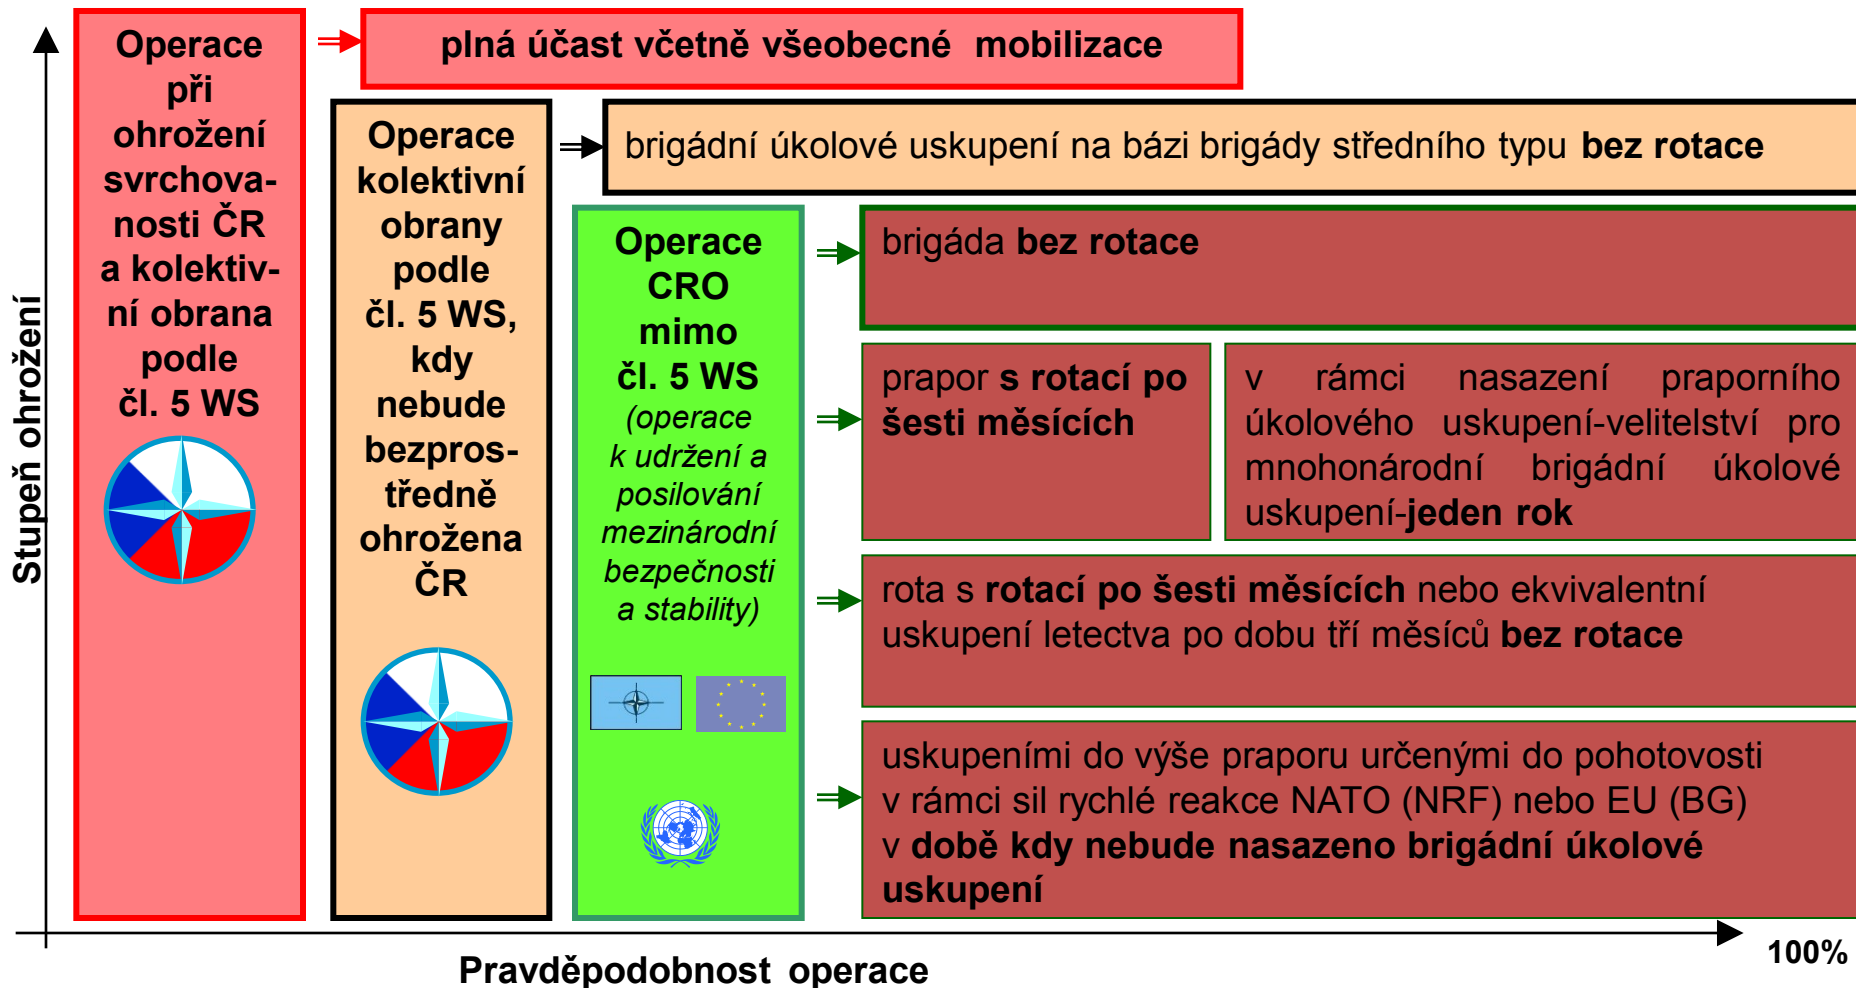 Operace
při
ohrožení
svrchova-
nosti ČR
a kolektiv-
ní obrana
podle
čl. 5 WS
plná účast včetně všeobecné mobilizace
Operace
kolektivní
obrany
podle
čl. 5 WS,
kdy
nebude
bezpros-
tředně
ohrožena
ČR
brigádní úkolové uskupení na bázi brigády středního typu bez rotace
Operace
CRO
mimo
čl. 5 WS
(operace
k udržení a
posilování
mezinárodní
bezpečnosti
a stability)
brigáda bez rotace
prapor s rotací po
šesti měsících
v rámci nasazení praporního
úkolového uskupení-velitelství pro
mnohonárodní brigádní úkolové
uskupení-jeden rok
rota s rotací po šesti měsících nebo ekvivalentní
uskupení letectva po dobu tří měsíců bez rotace
uskupeními do výše praporu určenými do pohotovosti
v rámci sil rychlé reakce NATO (NRF) nebo EU (BG)
v době kdy nebude nasazeno brigádní úkolové
uskupení
Stupeň ohrožení
Pravděpodobnost operace
100%